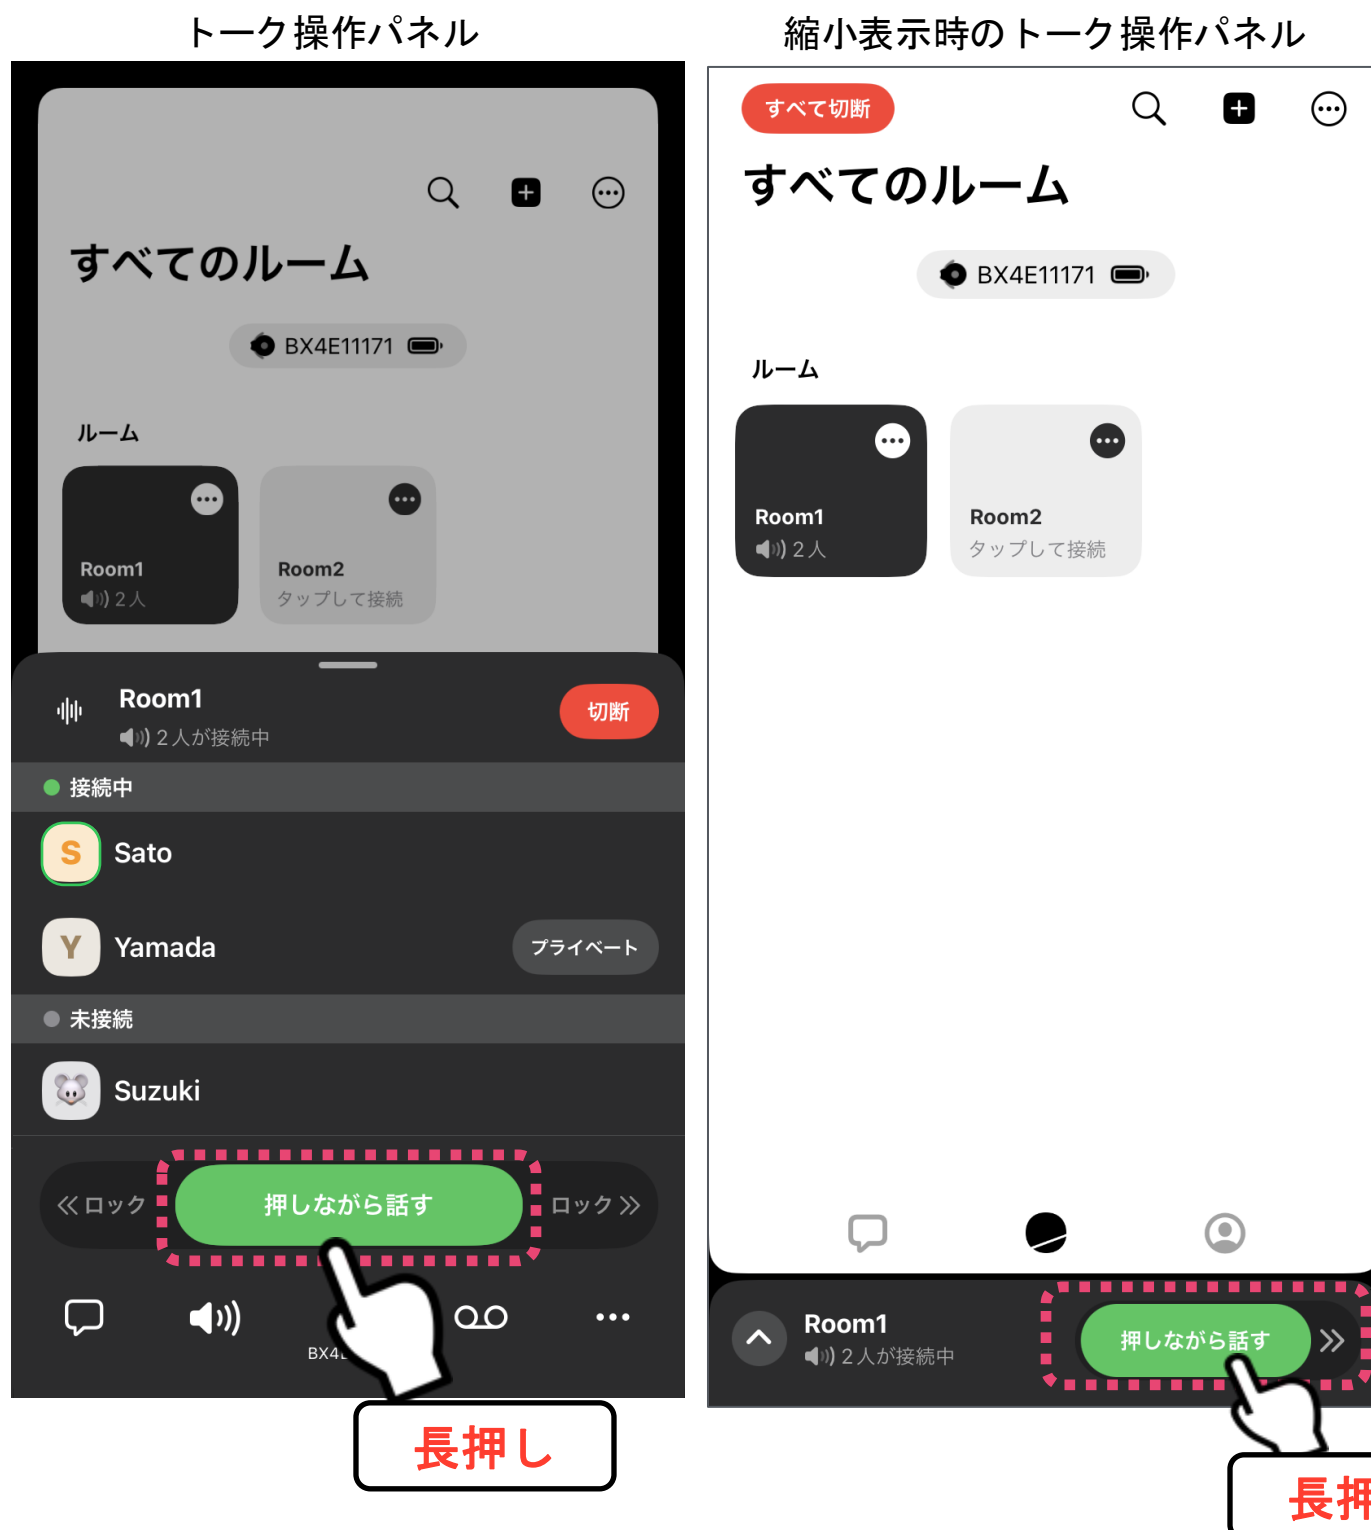 トーク操作パネル
すべてのルーム
BX4E11171
ルーム
Room1
2人
Room2
タップして接続
Room1
2人が接続中
切断
接続中
S
Sato
Y
Yamada
プライベート
未接続
Suzuki
ロック
押しながら話す
ロック
長押し
縮小表示時のトーク操作パネル
すべて切断
すべてのルーム
BX4E11171
ルーム
Room1
2人
Room2
タップして接続
Room1
2人が接続中
押しながら話す
長押